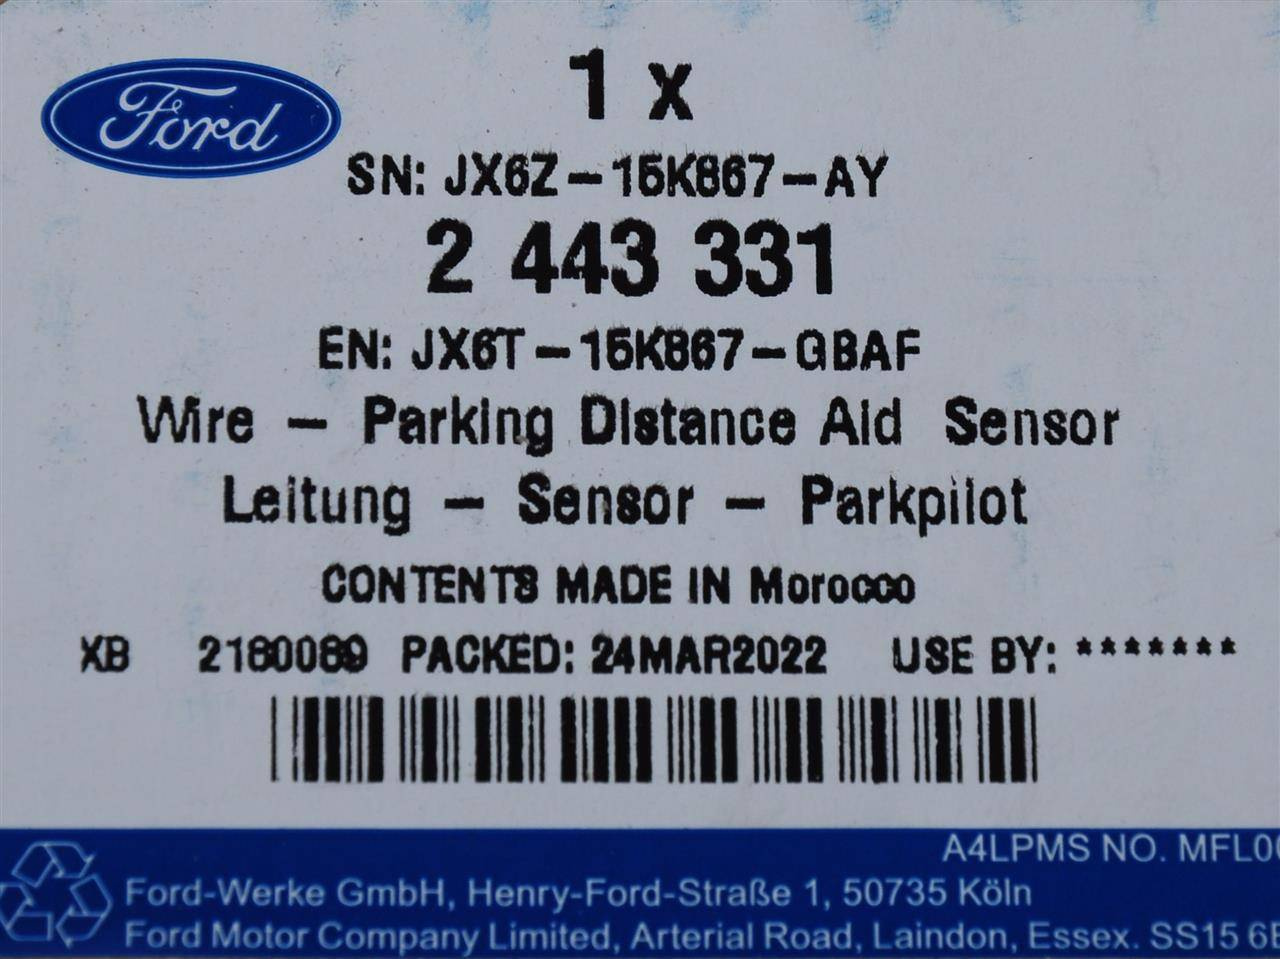 Ford
1 x
SN: JX6Z-15K867-AY
2 443 331
EN: JX6T-15K867-GBAF
Wire - Parking Distance Aid Sensor
Leitung - Sensor - Parkpilot
CONTENTS MADE IN Morocco
XB 2160089 PACKED: 24MAR2022 USE BY: *******
A4LPMS NO.
Ford-Werke GmbH, Henry-Ford-Straße 1, 50735 Köln
Ford Motor Company Limited, Arterial Road, Laindon, Essex. SS15